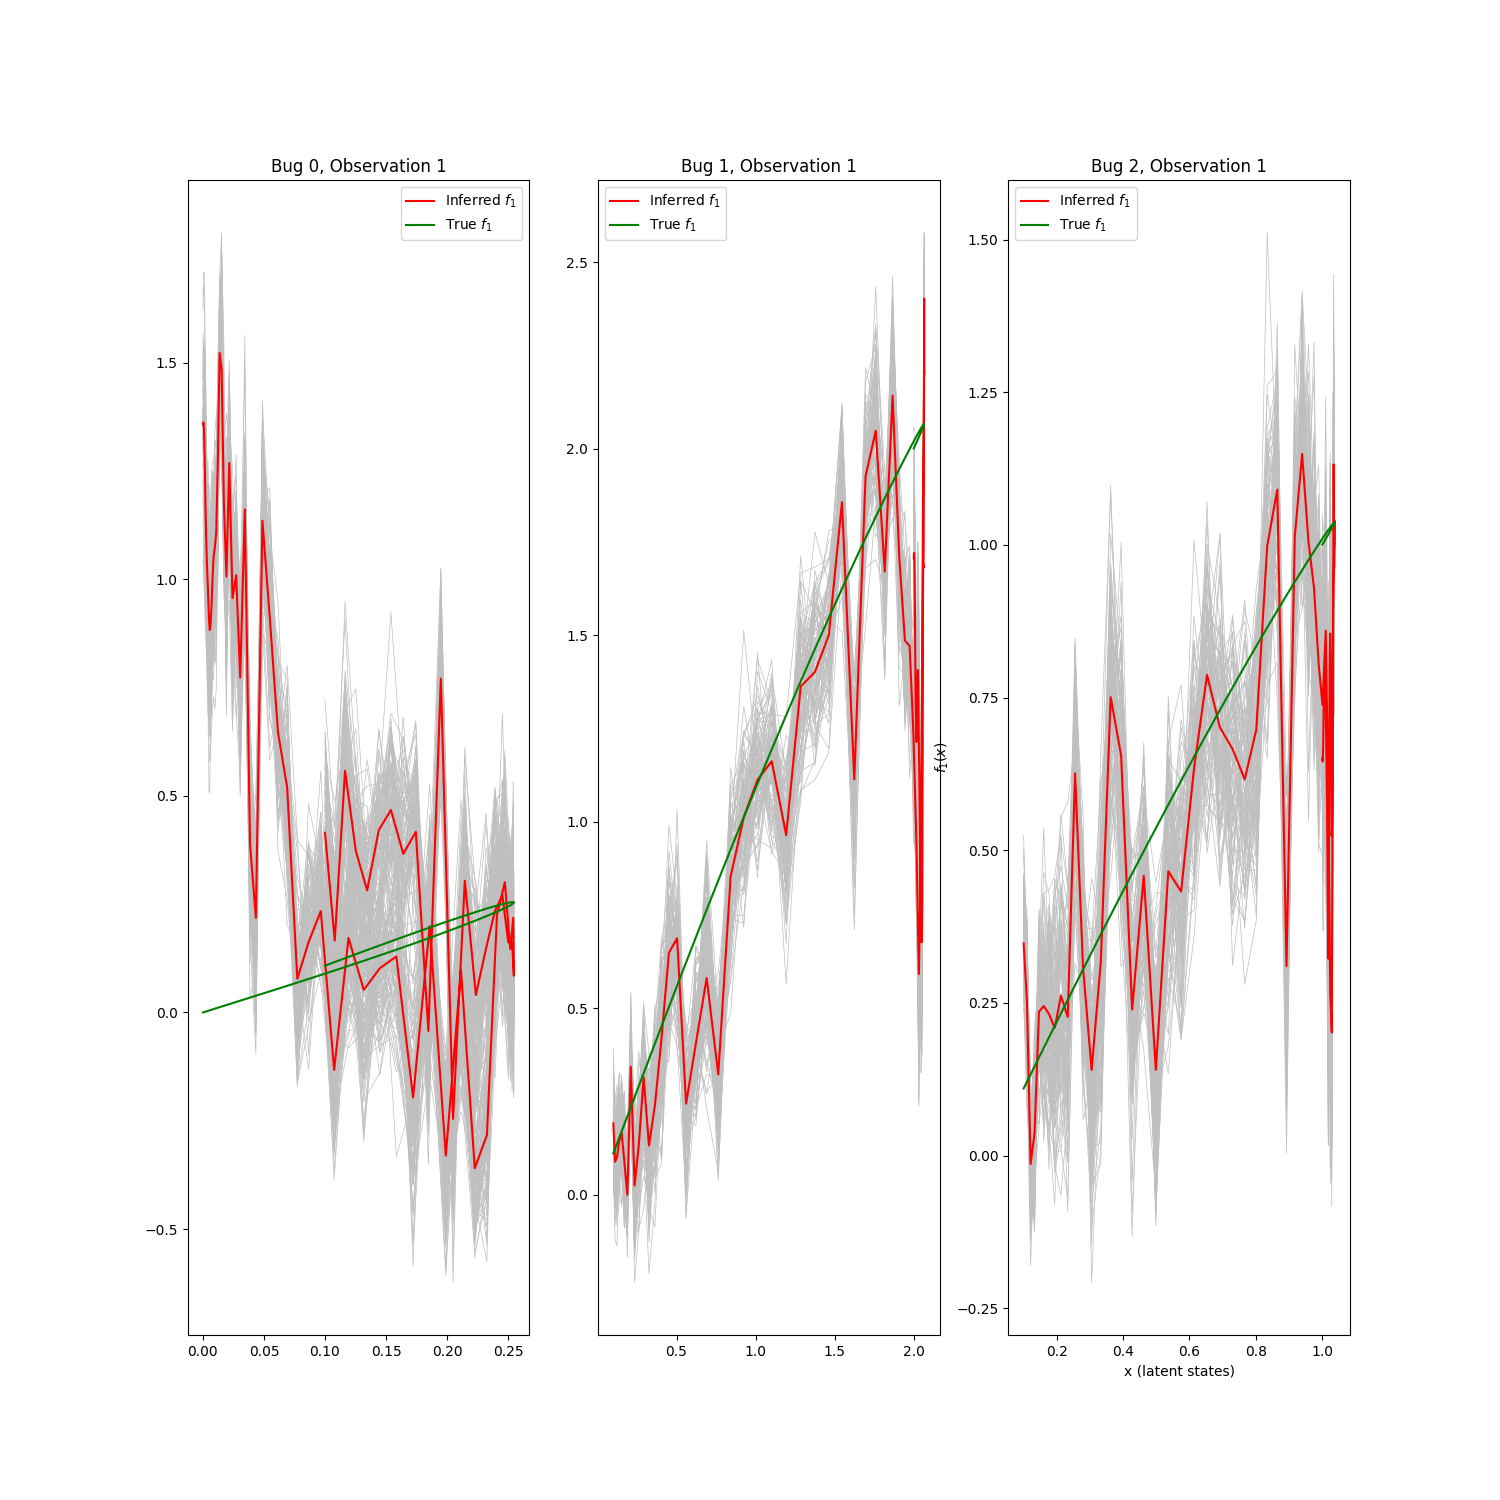 Bug 0, Observation 1
Inferred f₁
True f₁
1.5
1.0
0.5
0.0
−0.5
0.00 0.05 0.10 0.15 0.20 0.25
Bug 1, Observation 1
Inferred f₁
True f₁
2.5
2.0
1.5
1.0
0.5
0.0
0.5 1.0 1.5 2.0
Bug 2, Observation 1
Inferred f₁
True f₁
f₁(x)
1.50
1.25
1.00
0.75
0.50
0.25
0.00
−0.25
0.2 0.4 0.6 0.8 1.0
x (latent states)